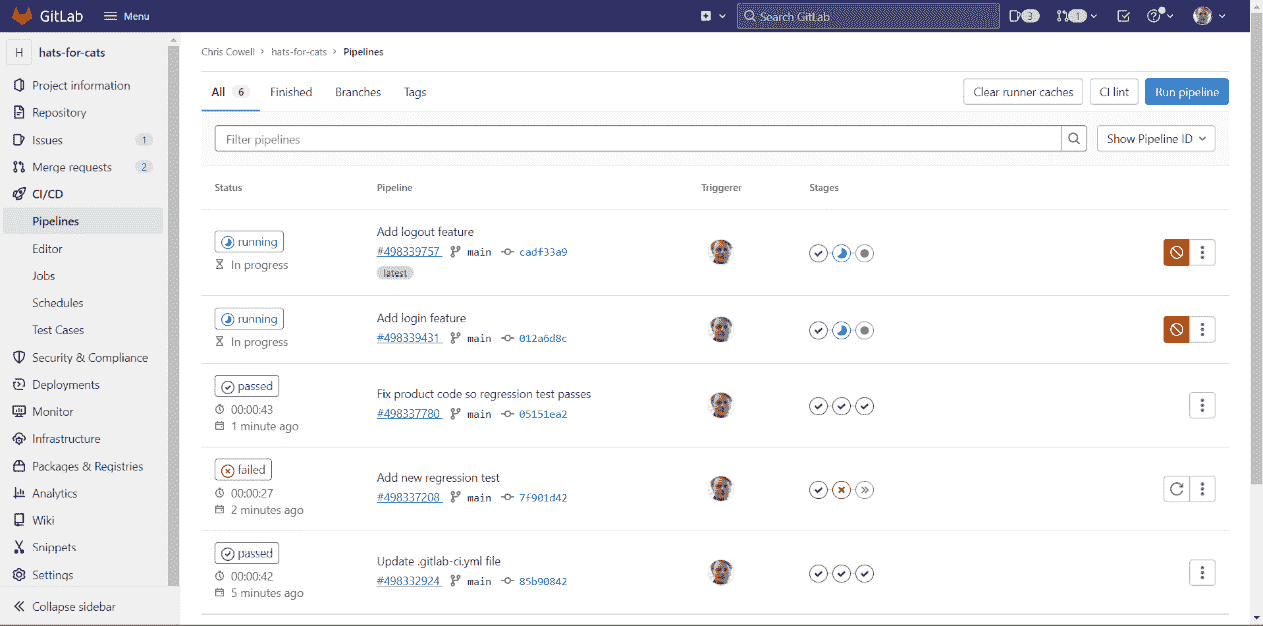 GitLab Menu Search GitLab 3 1
H hats-for-cats
Project information
Repository
Issues 1
Merge requests 2
CI/CD
Pipelines
Editor
Jobs
Schedules
Test Cases
Security & Compliance
Deployments
Monitor
Infrastructure
Packages & Registries
Analytics
Wiki
Snippets
Settings
Collapse sidebar
Chris Cowell › hats-for-cats › Pipelines
All 6 Finished Branches Tags Clear runner caches CI lint Run pipeline
Filter pipelines Show Pipeline ID
Status Pipeline Triggerer Stages
running
In progress
Add logout feature
#498339757 main cadf33a9
latest
running
In progress
Add login feature
#498339431 main 012a6d8c
passed
00:00:43
1 minute ago
Fix product code so regression test passes
#498337780 main 05151ea2
failed
00:00:27
2 minutes ago
Add new regression test
#498337208 main 7f901d42
passed
00:00:42
5 minutes ago
Update .gitlab-ci.yml file
#498332924 main 85b90842